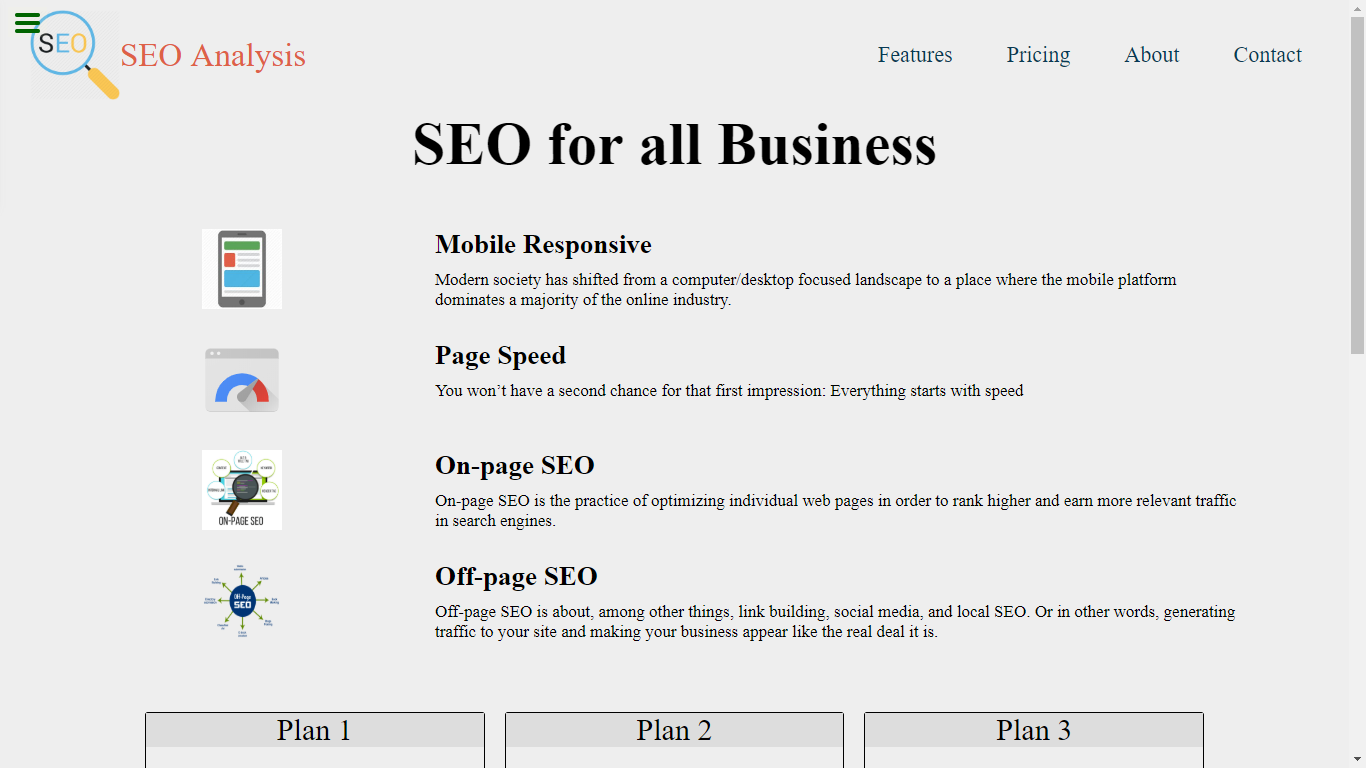 SEO
SEO Analysis
Features
Pricing
About
Contact
SEO for all Business
Mobile Responsive
Modern society has shifted from a computer/desktop focused landscape to a place where the mobile platform
dominates a majority of the online industry.
Page Speed
You won’t have a second chance for that first impression: Everything starts with speed
ON-PAGE SEO
On-page SEO
On-page SEO is the practice of optimizing individual web pages in order to rank higher and earn more relevant traffic
in search engines.
Off-Page
SEO
Off-page SEO
Off-page SEO is about, among other things, link building, social media, and local SEO. Or in other words, generating
traffic to your site and making your business appear like the real deal it is.
Plan 1
Plan 2
Plan 3